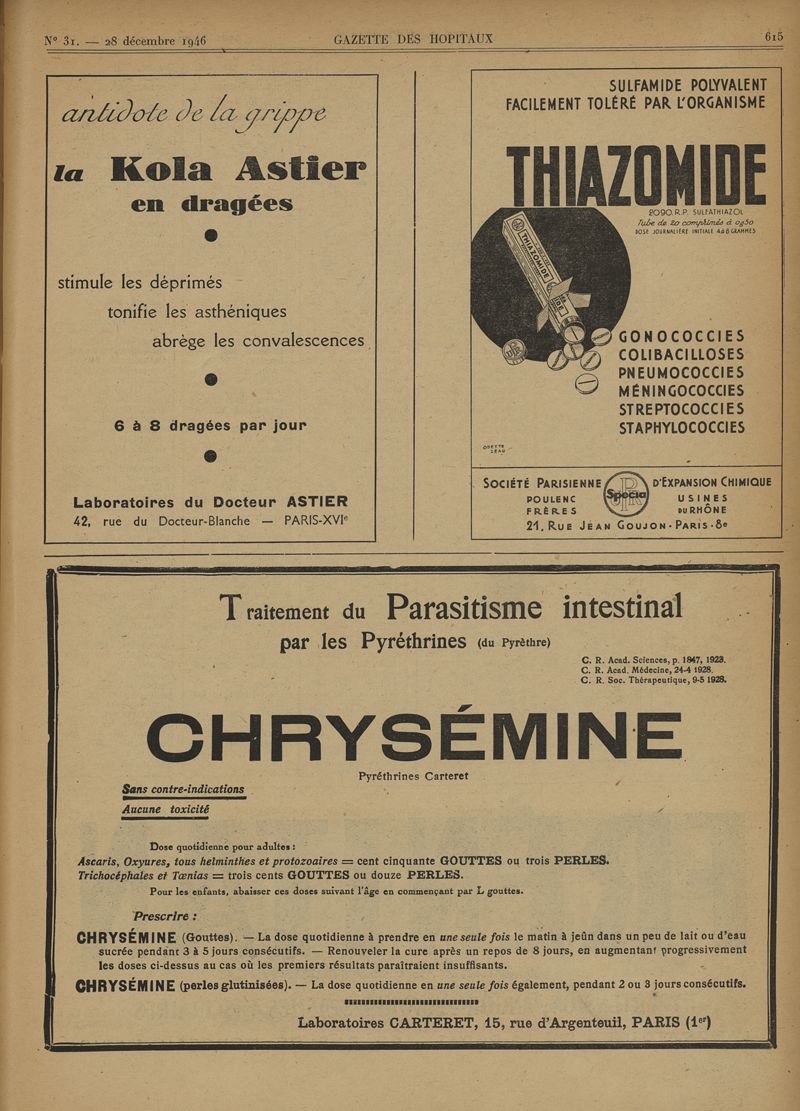 N° 31. — 28 décembre 1946
GAZETTE DES HOPITAUX
615
antidote de la grippe
la Kola Astier
en dragées
stimule les déprimés
tonifie les asthéniques
abrège les convalescences
6 à 8 dragées par jour
Laboratoires du Docteur ASTIER
42, rue du Docteur-Blanche — PARIS-XVIe
SULFAMIDE POLYVALENT
FACILEMENT TOLÉRÉ PAR L'ORGANISME
THIAZOMIDE
2090 R.P. SULFATHIAZOL
Tube de 20 comprimés à 0g50
DOSE JOURNALIÈRE INITIALE 4 à 8 GRAMMES
THIAZOMIDE
GONOCOCCIES
COLIBACILLOSES
PNEUMOCOCCIES
MÉNINGOCOCCIES
STREPTOCOCCIES
STAPHYLOCOCCIES
SOCIÉTÉ PARISIENNE
D'EXPANSION CHIMIQUE
Specia
POULENC
FRÈRES
USINES
DU RHÔNE
21, RUE JEAN GOUJON · PARIS · 8e
Traitement du Parasitisme intestinal
par les Pyréthrines (du Pyrèthre)
C. R. Acad. Sciences, p. 1847, 1923.
C. R. Acad. Médecine, 24-4 1928.
C. R. Soc. Thérapeutique, 9-5 1928.
CHRYSÉMINE
Pyréthrines Carteret
Sans contre-indications
Aucune toxicité
Dose quotidienne pour adultes :
Ascaris, Oxyures, tous helminthes et protozoaires = cent cinquante GOUTTES ou trois PERLES.
Trichocéphales et Tœnias = trois cents GOUTTES ou douze PERLES.
Pour les enfants, abaisser ces doses suivant l'âge en commençant par L gouttes.
Prescrire :
CHRYSÉMINE (Gouttes). — La dose quotidienne à prendre en une seule fois le matin à jeûn dans un peu de lait ou d'eau
sucrée pendant 3 à 5 jours consécutifs. — Renouveler la cure après un repos de 8 jours, en augmentant progressivement
les doses ci-dessus au cas où les premiers résultats paraîtraient insuffisants.
CHRYSÉMINE (perles glutinisées). — La dose quotidienne en une seule fois également, pendant 2 ou 3 jours consécutifs.
Laboratoires CARTERET, 15, rue d'Argenteuil, PARIS (1er)